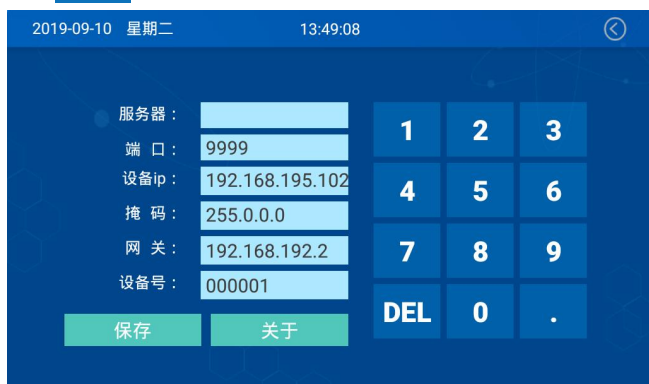 2019-09-10 星期二 13:49:08
服务器：
端 口： 9999
设备ip： 192.168.195.102
掩 码： 255.0.0.0
网 关： 192.168.192.2
设备号： 000001
保存 关于
1 2 3
4 5 6
7 8 9
DEL 0 .